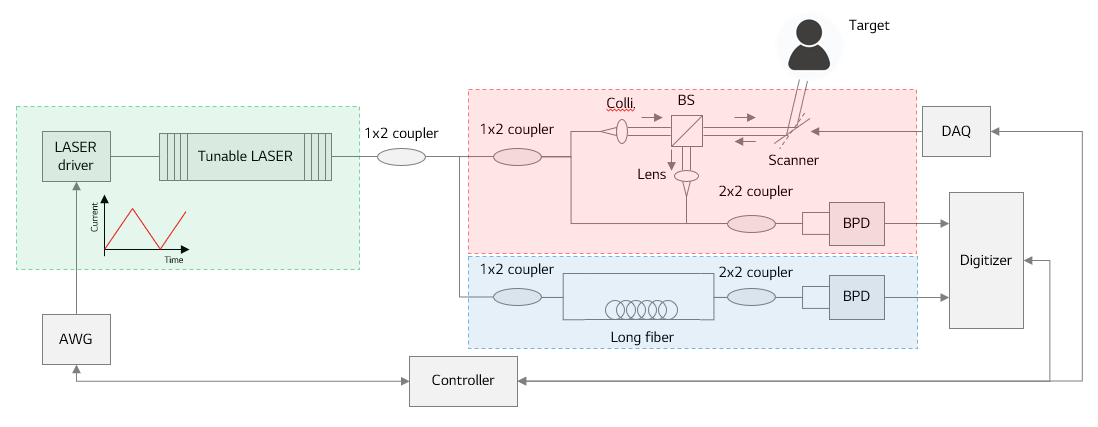 Target
1x2 coupler
LASER
driver
Tunable LASER
Current
Time
1x2 coupler
Colli.
BS
Scanner
Lens
2x2 coupler
BPD
DAQ
1x2 coupler
2x2 coupler
BPD
Long fiber
Digitizer
AWG
Controller